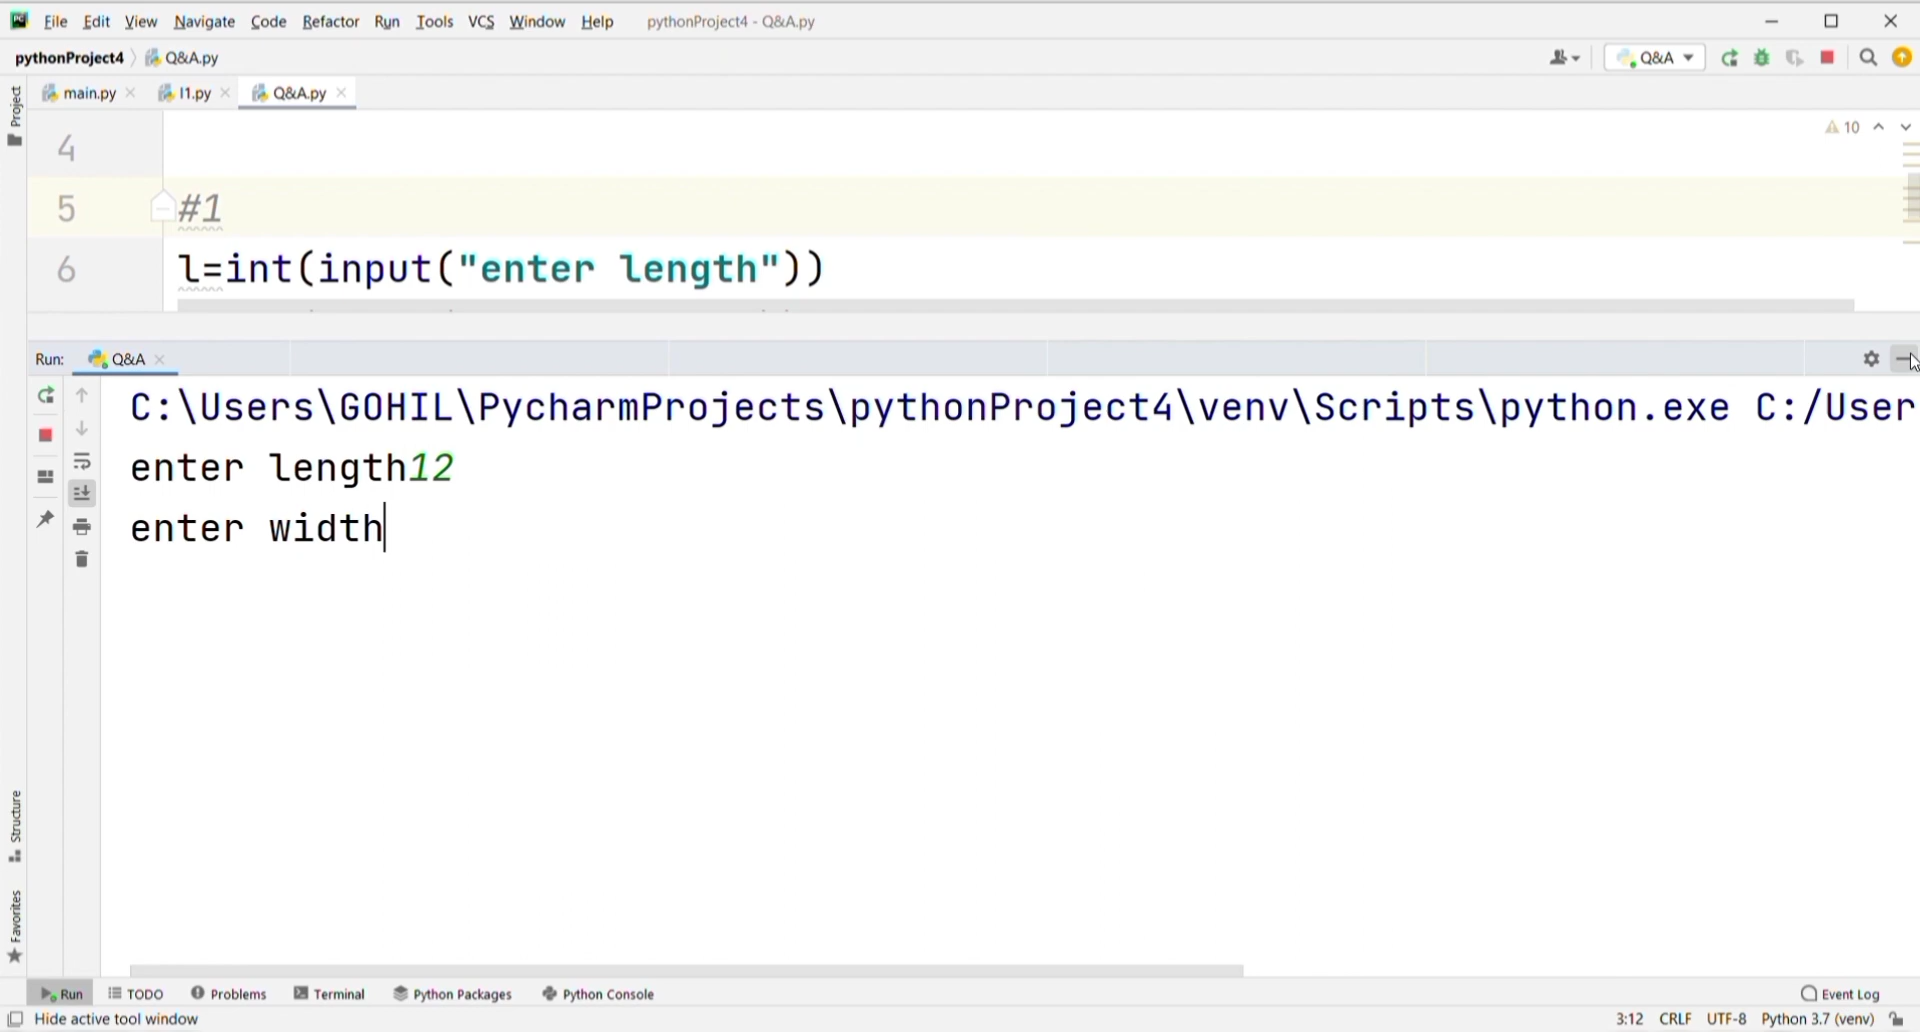 File Edit View Navigate Code Refactor Run Tools VCS Window Help pythonProject4 - Q&A.py
pythonProject4 Q&A.py Q&A
main.py l1.py Q&A.py
Project
4
10
5 #1
6 l=int(input("enter length"))
Run: Q&A
C:\Users\GOHIL\PycharmProjects\pythonProject4\venv\Scripts\python.exe C:/User
enter length12
enter width
Structure
Favorites
Run TODO Problems Terminal Python Packages Python Console Event Log
Hide active tool window 3:12 CRLF UTF-8 Python 3.7 (venv)